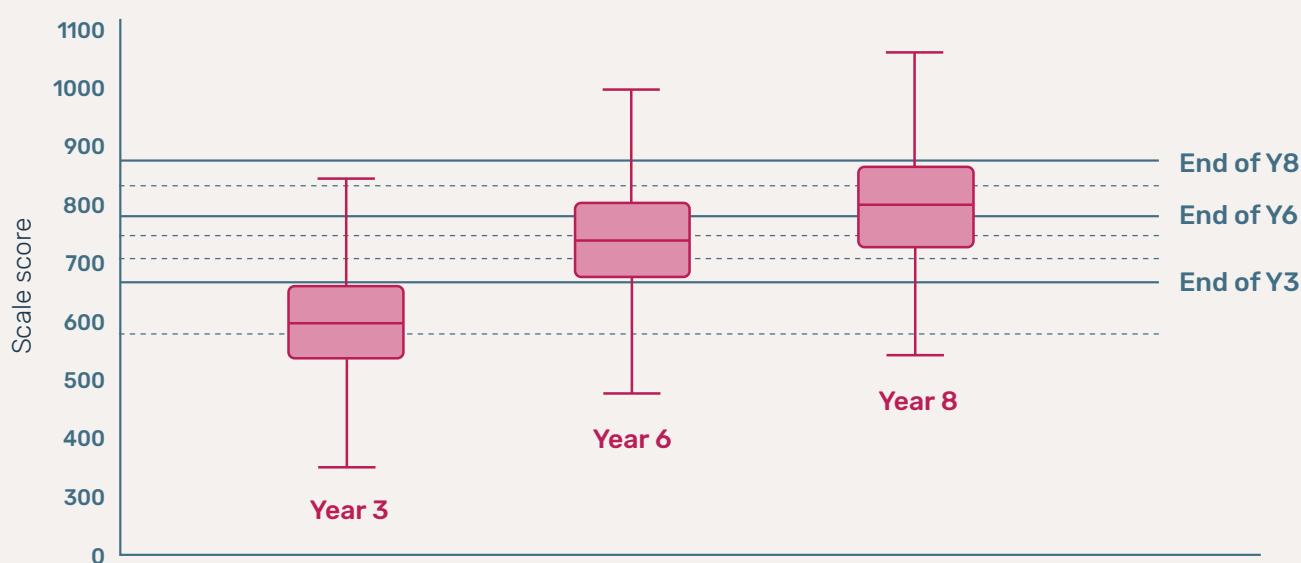 1100
1000
900
800
700
600
500
400
300
0
Scale score
End of Y8
End of Y6
End of Y3
Year 3
Year 6
Year 8